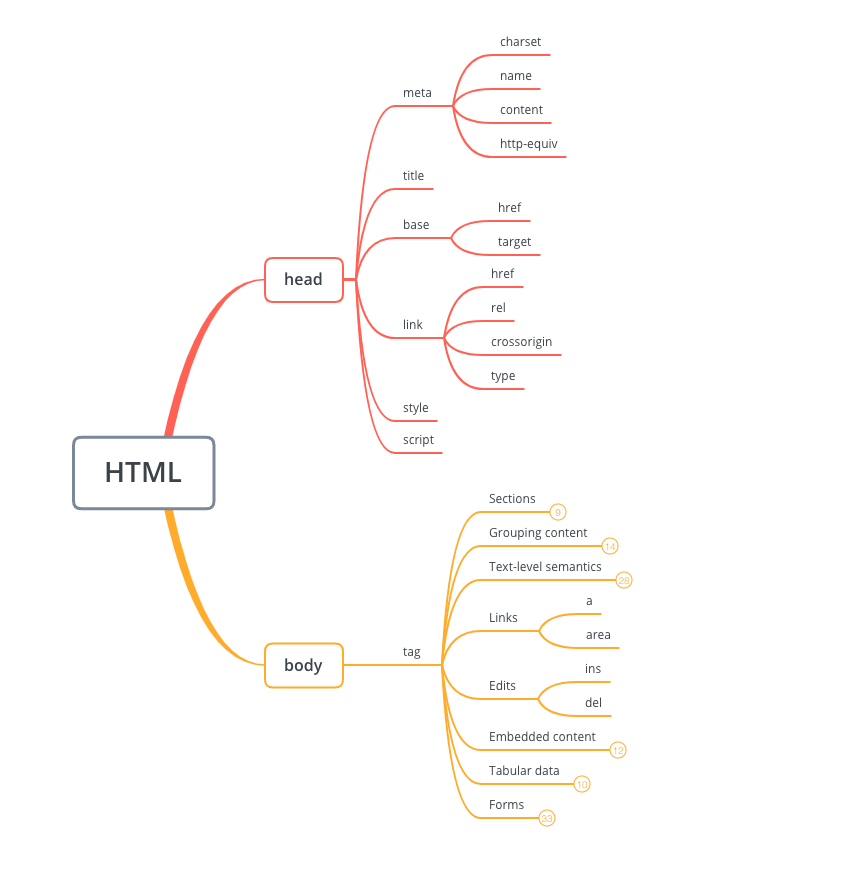 HTML
head
meta
charset
name
content
http-equiv
title
base
href
target
link
href
rel
crossorigin
type
style
script
body
tag
Sections 9
Grouping content 14
Text-level semantics 28
Links
a
area
Edits
ins
del
Embedded content 12
Tabular data 10
Forms 33